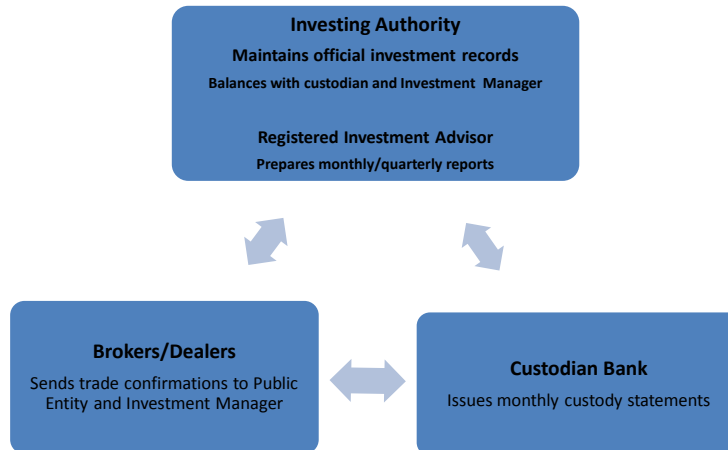 Investing Authority
Maintains official investment records
Balances with custodian and Investment Manager
Registered Investment Advisor
Prepares monthly/quarterly reports
Brokers/Dealers
Sends trade confirmations to Public
Entity and Investment Manager
Custodian Bank
Issues monthly custody statements